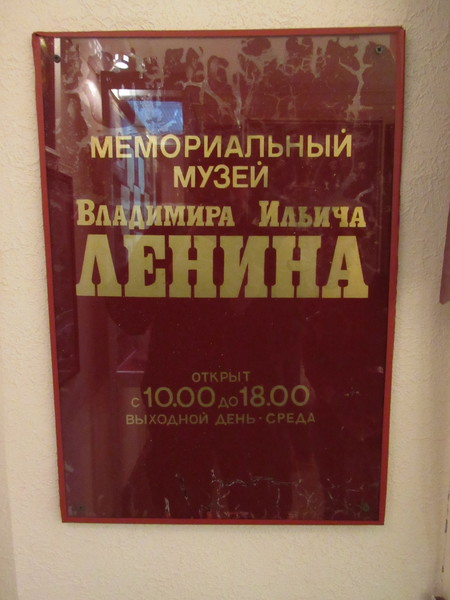 МЕМОРИАЛЬНЫЙ
МУЗЕЙ
ВЛАДИМИРА ИЛЬИЧА
ЛЕНИНА
ОТКРЫТ
С 10.00 ДО 18.00
ВЫХОДНОЙ ДЕНЬ · СРЕДА